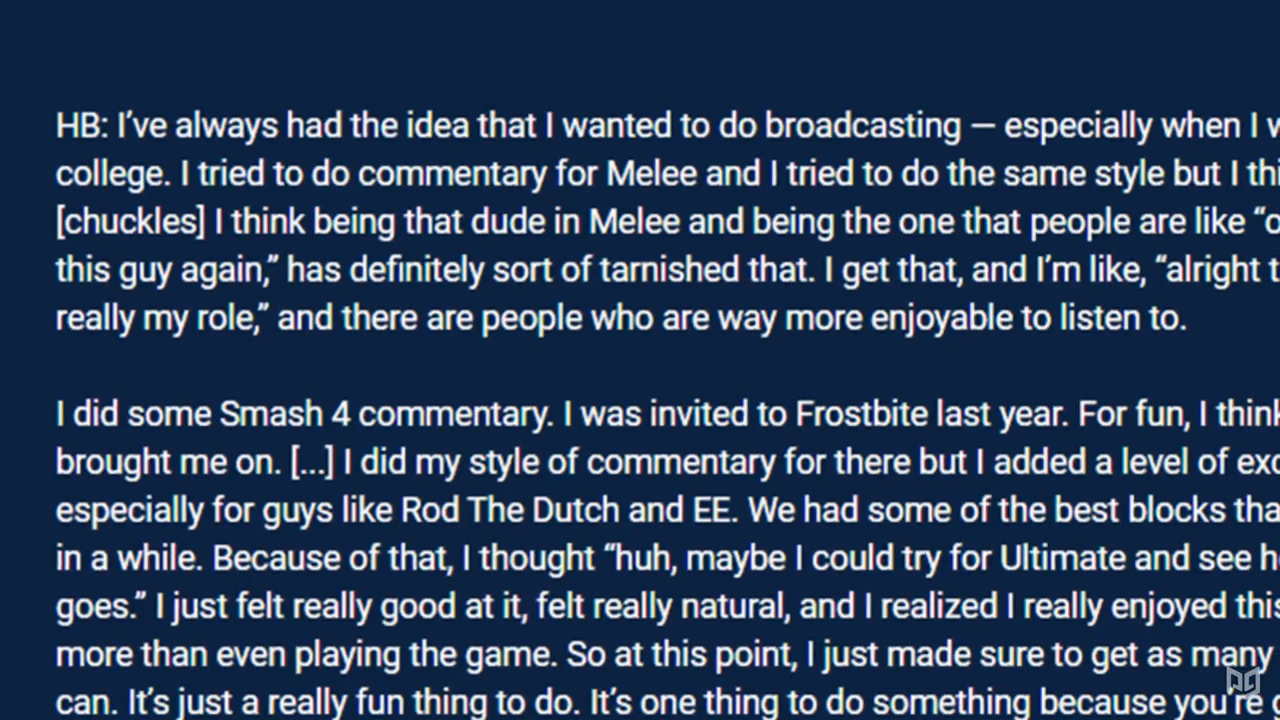 HB: I’ve always had the idea that I wanted to do broadcasting — especially when I
college. I tried to do commentary for Melee and I tried to do the same style but I
[chuckles] I think being that dude in Melee and being the one that people are like
this guy again,” has definitely sort of tarnished that. I get that, and I’m like, “alright
really my role,” and there are people who are way more enjoyable to listen to.
I did some Smash 4 commentary. I was invited to Frostbite last year. For fun, I
brought me on. [...] I did my style of commentary for there but I added a level of
especially for guys like Rod The Dutch and EE. We had some of the best blocks
in a while. Because of that, I thought “huh, maybe I could try for Ultimate and see
goes.” I just felt really good at it, felt really natural, and I realized I really enjoyed
more than even playing the game. So at this point, I just made sure to get as many
can. It’s just a really fun thing to do. It’s one thing to do something because you’re